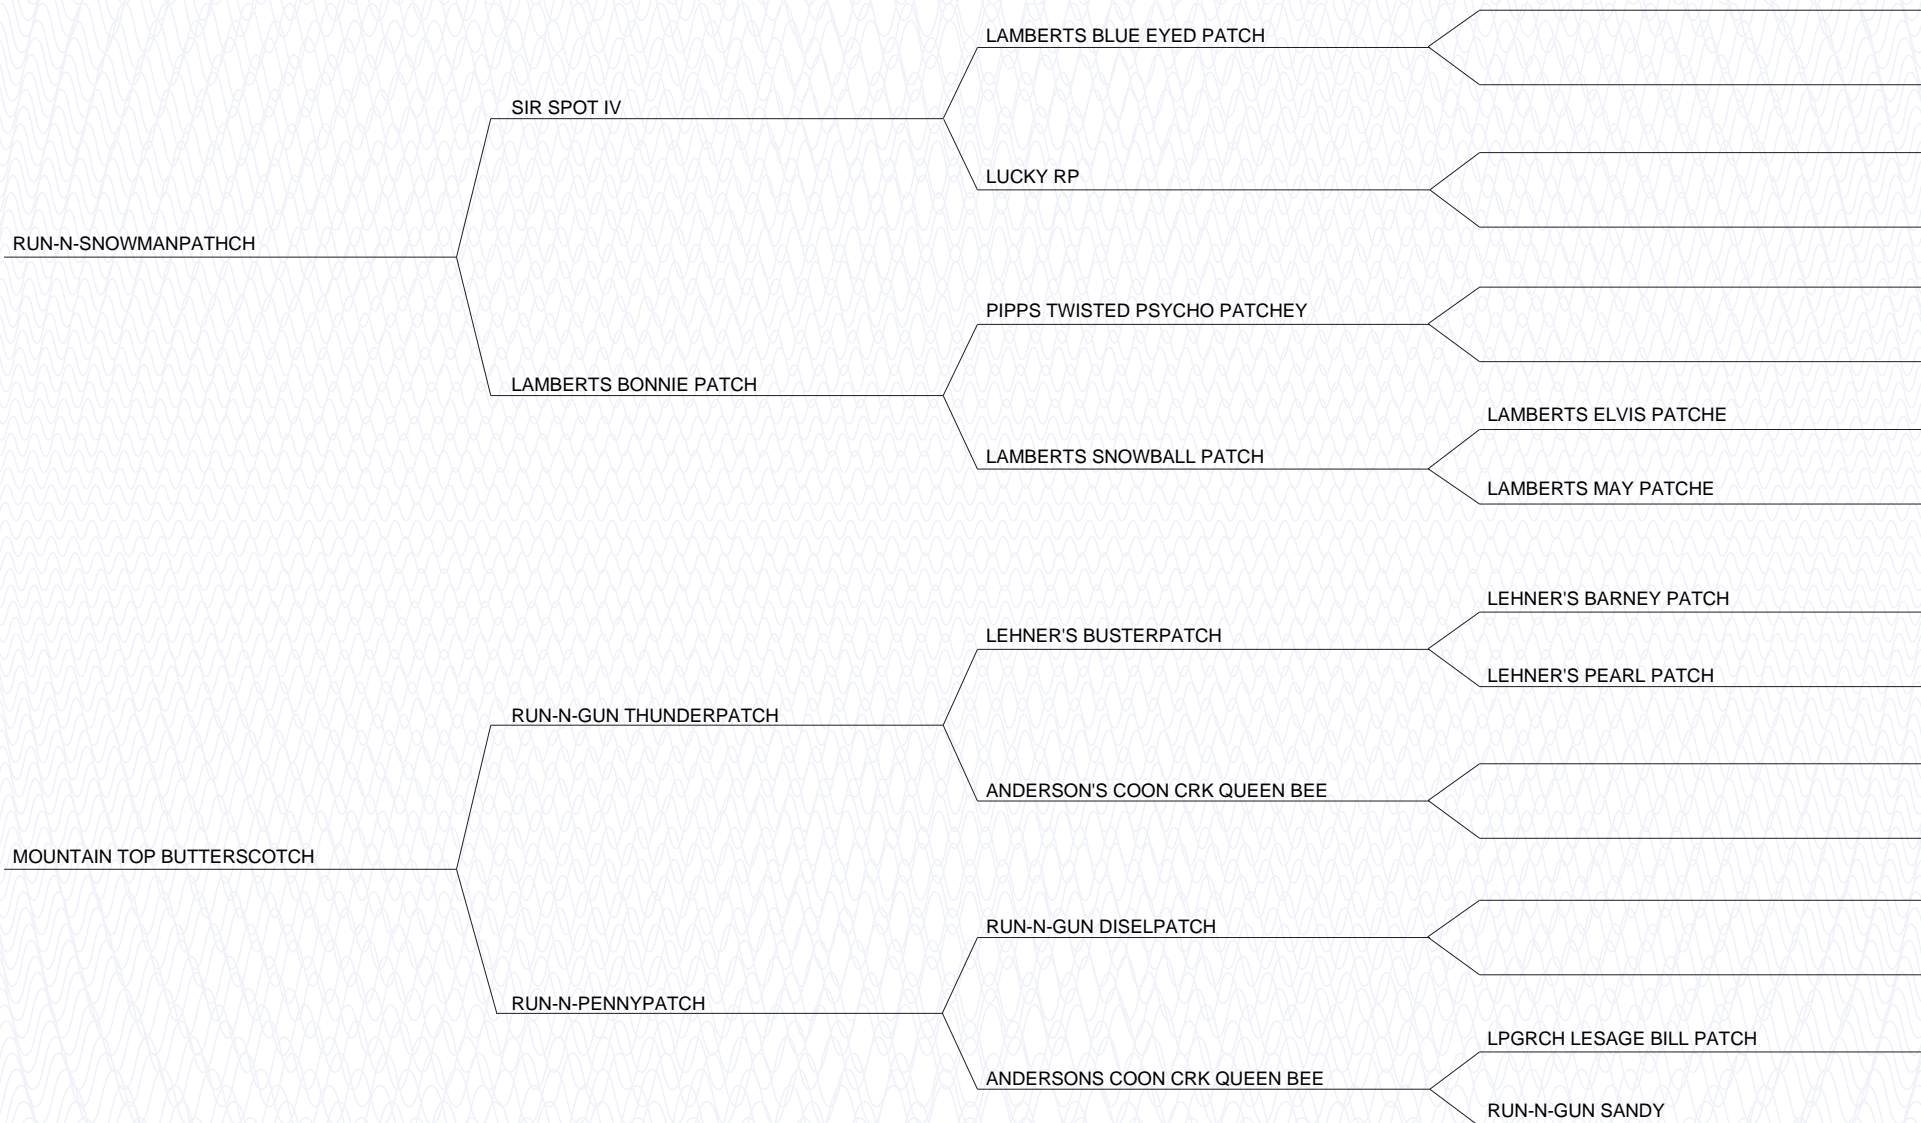 RUN-N-SNOWMANPATHCH
SIR SPOT IV
LAMBERTS BLUE EYED PATCH
LUCKY RP
LAMBERTS BONNIE PATCH
PIPPS TWISTED PSYCHO PATCHEY
LAMBERTS SNOWBALL PATCH
LAMBERTS ELVIS PATCHE
LAMBERTS MAY PATCHE
MOUNTAIN TOP BUTTERSCOTCH
RUN-N-GUN THUNDERPATCH
LEHNER'S BUSTERPATCH
LEHNER'S BARNEY PATCH
LEHNER'S PEARL PATCH
ANDERSON'S COON CRK QUEEN BEE
RUN-N-PENNYPATCH
RUN-N-GUN DISELPATCH
ANDERSONS COON CRK QUEEN BEE
LPGRCH LESAGE BILL PATCH
RUN-N-GUN SANDY